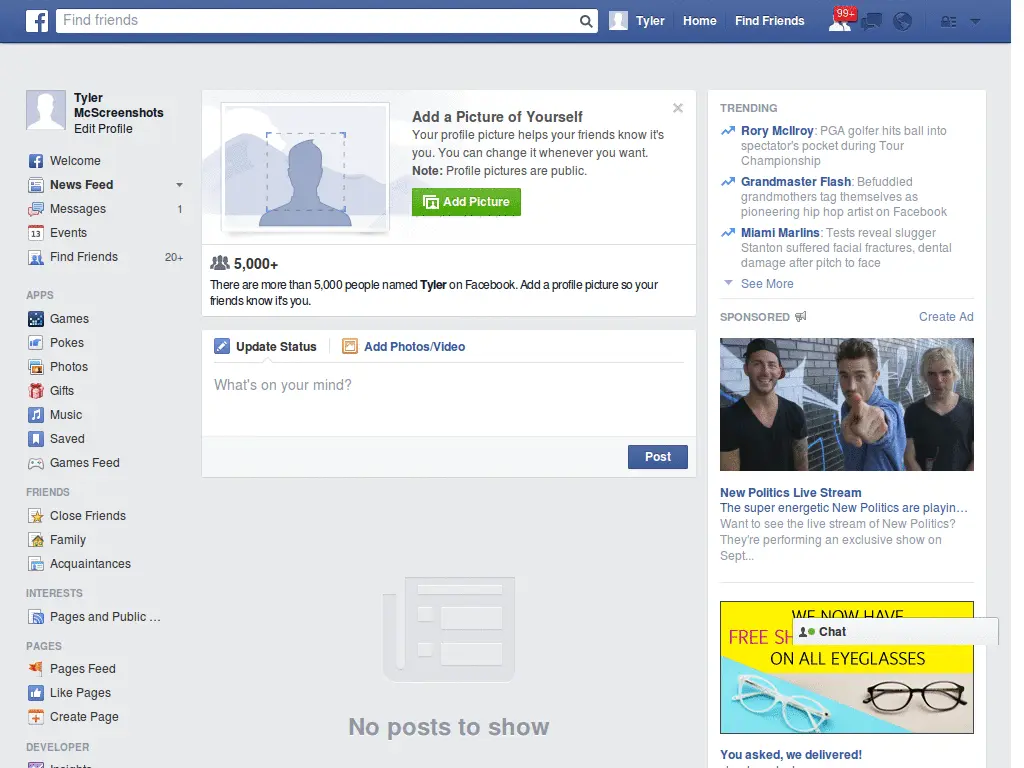 Find friends
Tyler
Home
Find Friends
99+
Tyler
McScreenshots
Edit Profile
Welcome
News Feed
Messages 1
13 Events
Find Friends 20+
APPS
Games
Pokes
Photos
Gifts
Music
Saved
Games Feed
FRIENDS
Close Friends
Family
Acquaintances
INTERESTS
Pages and Public ...
PAGES
Pages Feed
Like Pages
Create Page
DEVELOPER
Insights
Add a Picture of Yourself
Your profile picture helps your friends know it's
you. You can change it whenever you want.
Note: Profile pictures are public.
Add Picture
5,000+
There are more than 5,000 people named Tyler on Facebook. Add a profile picture so your
friends know it's you.
Update Status
Add Photos/Video
What's on your mind?
Post
No posts to show
TRENDING
Rory McIlroy: PGA golfer hits ball into
spectator's pocket during Tour
Championship
Grandmaster Flash: Befuddled
grandmothers tag themselves as
pioneering hip hop artist on Facebook
Miami Marlins: Tests reveal slugger
Stanton suffered facial fractures, dental
damage after pitch to face
See More
SPONSORED
Create Ad
New Politics Live Stream
The super energetic New Politics are playin...
Want to see the live stream of New Politics?
They're performing an exclusive show on
Sept...
WE NOW HAVE
FREE SH
ON ALL EYEGLASSES
Chat
You asked, we delivered!